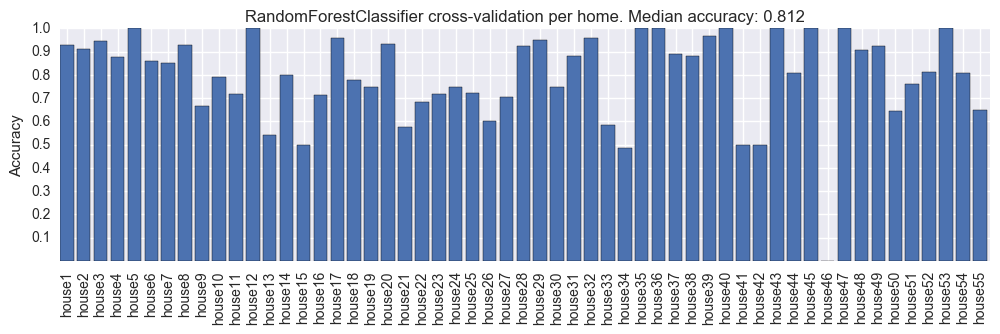 RandomForestClassifier cross-validation per home. Median accuracy: 0.812
1.0
0.9
0.8
0.7
0.6
0.5
0.4
0.3
0.2
0.1
Accuracy
house1
house2
house3
house4
house5
house6
house7
house8
house9
house10
house11
house12
house13
house14
house15
house16
house17
house18
house19
house20
house21
house22
house23
house24
house25
house26
house27
house28
house29
house30
house31
house32
house33
house34
house35
house36
house37
house38
house39
house40
house41
house42
house43
house44
house45
house46
house47
house48
house49
house50
house51
house52
house53
house54
house55